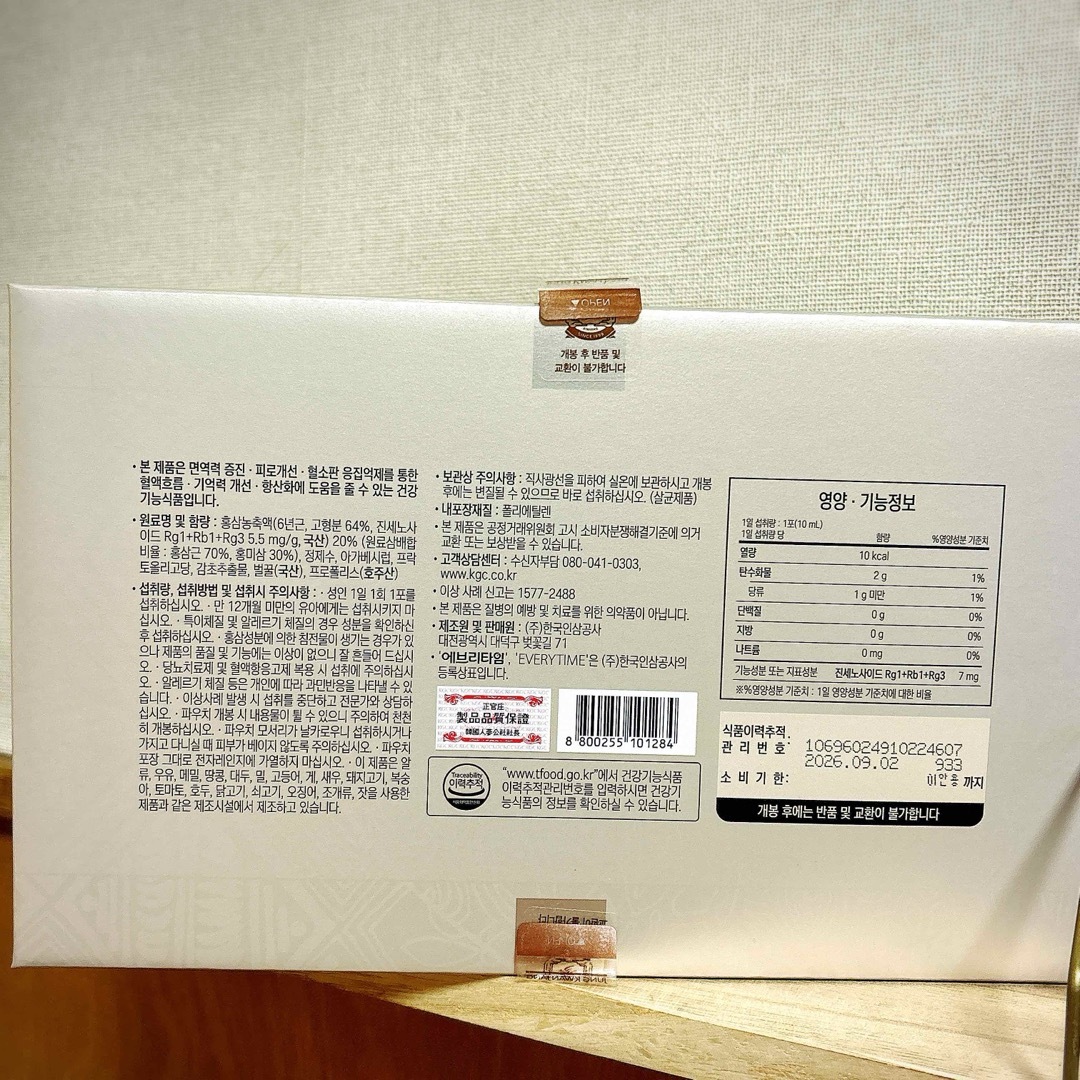 ▼OPEN
SINCE 1899
개봉 후 반품 및
교환이 불가합니다
· 본 제품은 면역력 증진 · 피로개선 · 혈소판 응집억제를 통한
혈액흐름 · 기억력 개선 · 항산화에 도움을 줄 수 있는 건강
기능식품입니다.
· 원료명 및 함량 : 홍삼농축액(6년근, 고형분 64%, 진세노사
이드 Rg1+Rb1+Rg3 5.5 mg/g, 국산) 20% (원료삼배합
비율 : 홍삼근 70%, 홍미삼 30%), 정제수, 아가베시럽, 프락
토올리고당, 감초추출물, 벌꿀(국산), 프로폴리스(호주산)
· 섭취량, 섭취방법 및 섭취시 주의사항 : · 성인 1일 1회 1포를
섭취하십시오. · 만 12개월 미만의 유아에게는 섭취시키지 마
십시오. · 특이체질 및 알레르기 체질의 경우 성분을 확인하신
후 섭취하십시오. · 홍삼성분에 의한 침전물이 생기는 경우가 있
으나 제품의 품질 및 기능에는 이상이 없으니 잘 흔들어 드십시
오. · 당뇨치료제 및 혈액항응고제 복용 시 섭취에 주의하십시
오. · 알레르기 체질 등은 개인에 따라 과민반응을 나타낼 수 있
습니다. · 이상사례 발생 시 섭취를 중단하고 전문가와 상담하
십시오. · 파우치 개봉 시 내용물이 튈 수 있으니 주의하여 천천
히 개봉하십시오. · 파우치 모서리가 날카로우니 섭취하시거나
가지고 다니실 때 피부가 베이지 않도록 주의하십시오. · 파우치
포장 그대로 전자레인지에 가열하지 마십시오. · 이 제품은 알
류, 우유, 메밀, 땅콩, 대두, 밀, 고등어, 게, 새우, 돼지고기, 복숭
아, 토마토, 호두, 닭고기, 쇠고기, 오징어, 조개류, 잣을 사용한
제품과 같은 제조시설에서 제조하고 있습니다.
· 보관상 주의사항 : 직사광선을 피하여 실온에 보관하시고 개봉
후에는 변질될 수 있으므로 바로 섭취하십시오. (살균제품)
· 내포장재질 : 폴리에틸렌
· 본 제품은 공정거래위원회 고시 소비자분쟁해결기준에 의거
교환 또는 보상받을 수 있습니다.
· 고객상담센터 : 수신자부담 080-041-0303,
www.kgc.co.kr
· 이상 사례 신고는 1577-2488
· 본 제품은 질병의 예방 및 치료를 위한 의약품이 아닙니다.
· 제조원 및 판매원 : (주)한국인삼공사
대전광역시 대덕구 벚꽃길 71
· '에브리타임', 'EVERYTIME'은 (주)한국인삼공사의
등록상표입니다.
正官庄
製品品質保證
韓國人蔘公社社長
8 800255 101284
Traceability
이력추적
"www.tfood.go.kr"에서 건강기능식품
이력추적관리번호를 입력하시면 건강기
능식품의 정보를 확인하실 수 있습니다.
영양 · 기능정보
1일 섭취량 : 1포(10 mL)
1일 섭취량 당 함량 %영양성분 기준치
열량 10 kcal
탄수화물 2 g 1%
당류 1 g 미만 1%
단백질 0 g 0%
지방 0 g 0%
나트륨 0 mg 0%
기능성분 또는 지표성분 진세노사이드 Rg1+Rb1+Rg3 7 mg
※%영양성분 기준치 : 1일 영양성분 기준치에 대한 비율
식품이력추적
관리번호: 10696024910224607
2026.09.02 933
소비기한: 까지
개봉 후에는 반품 및 교환이 불가합니다
▼OPEN